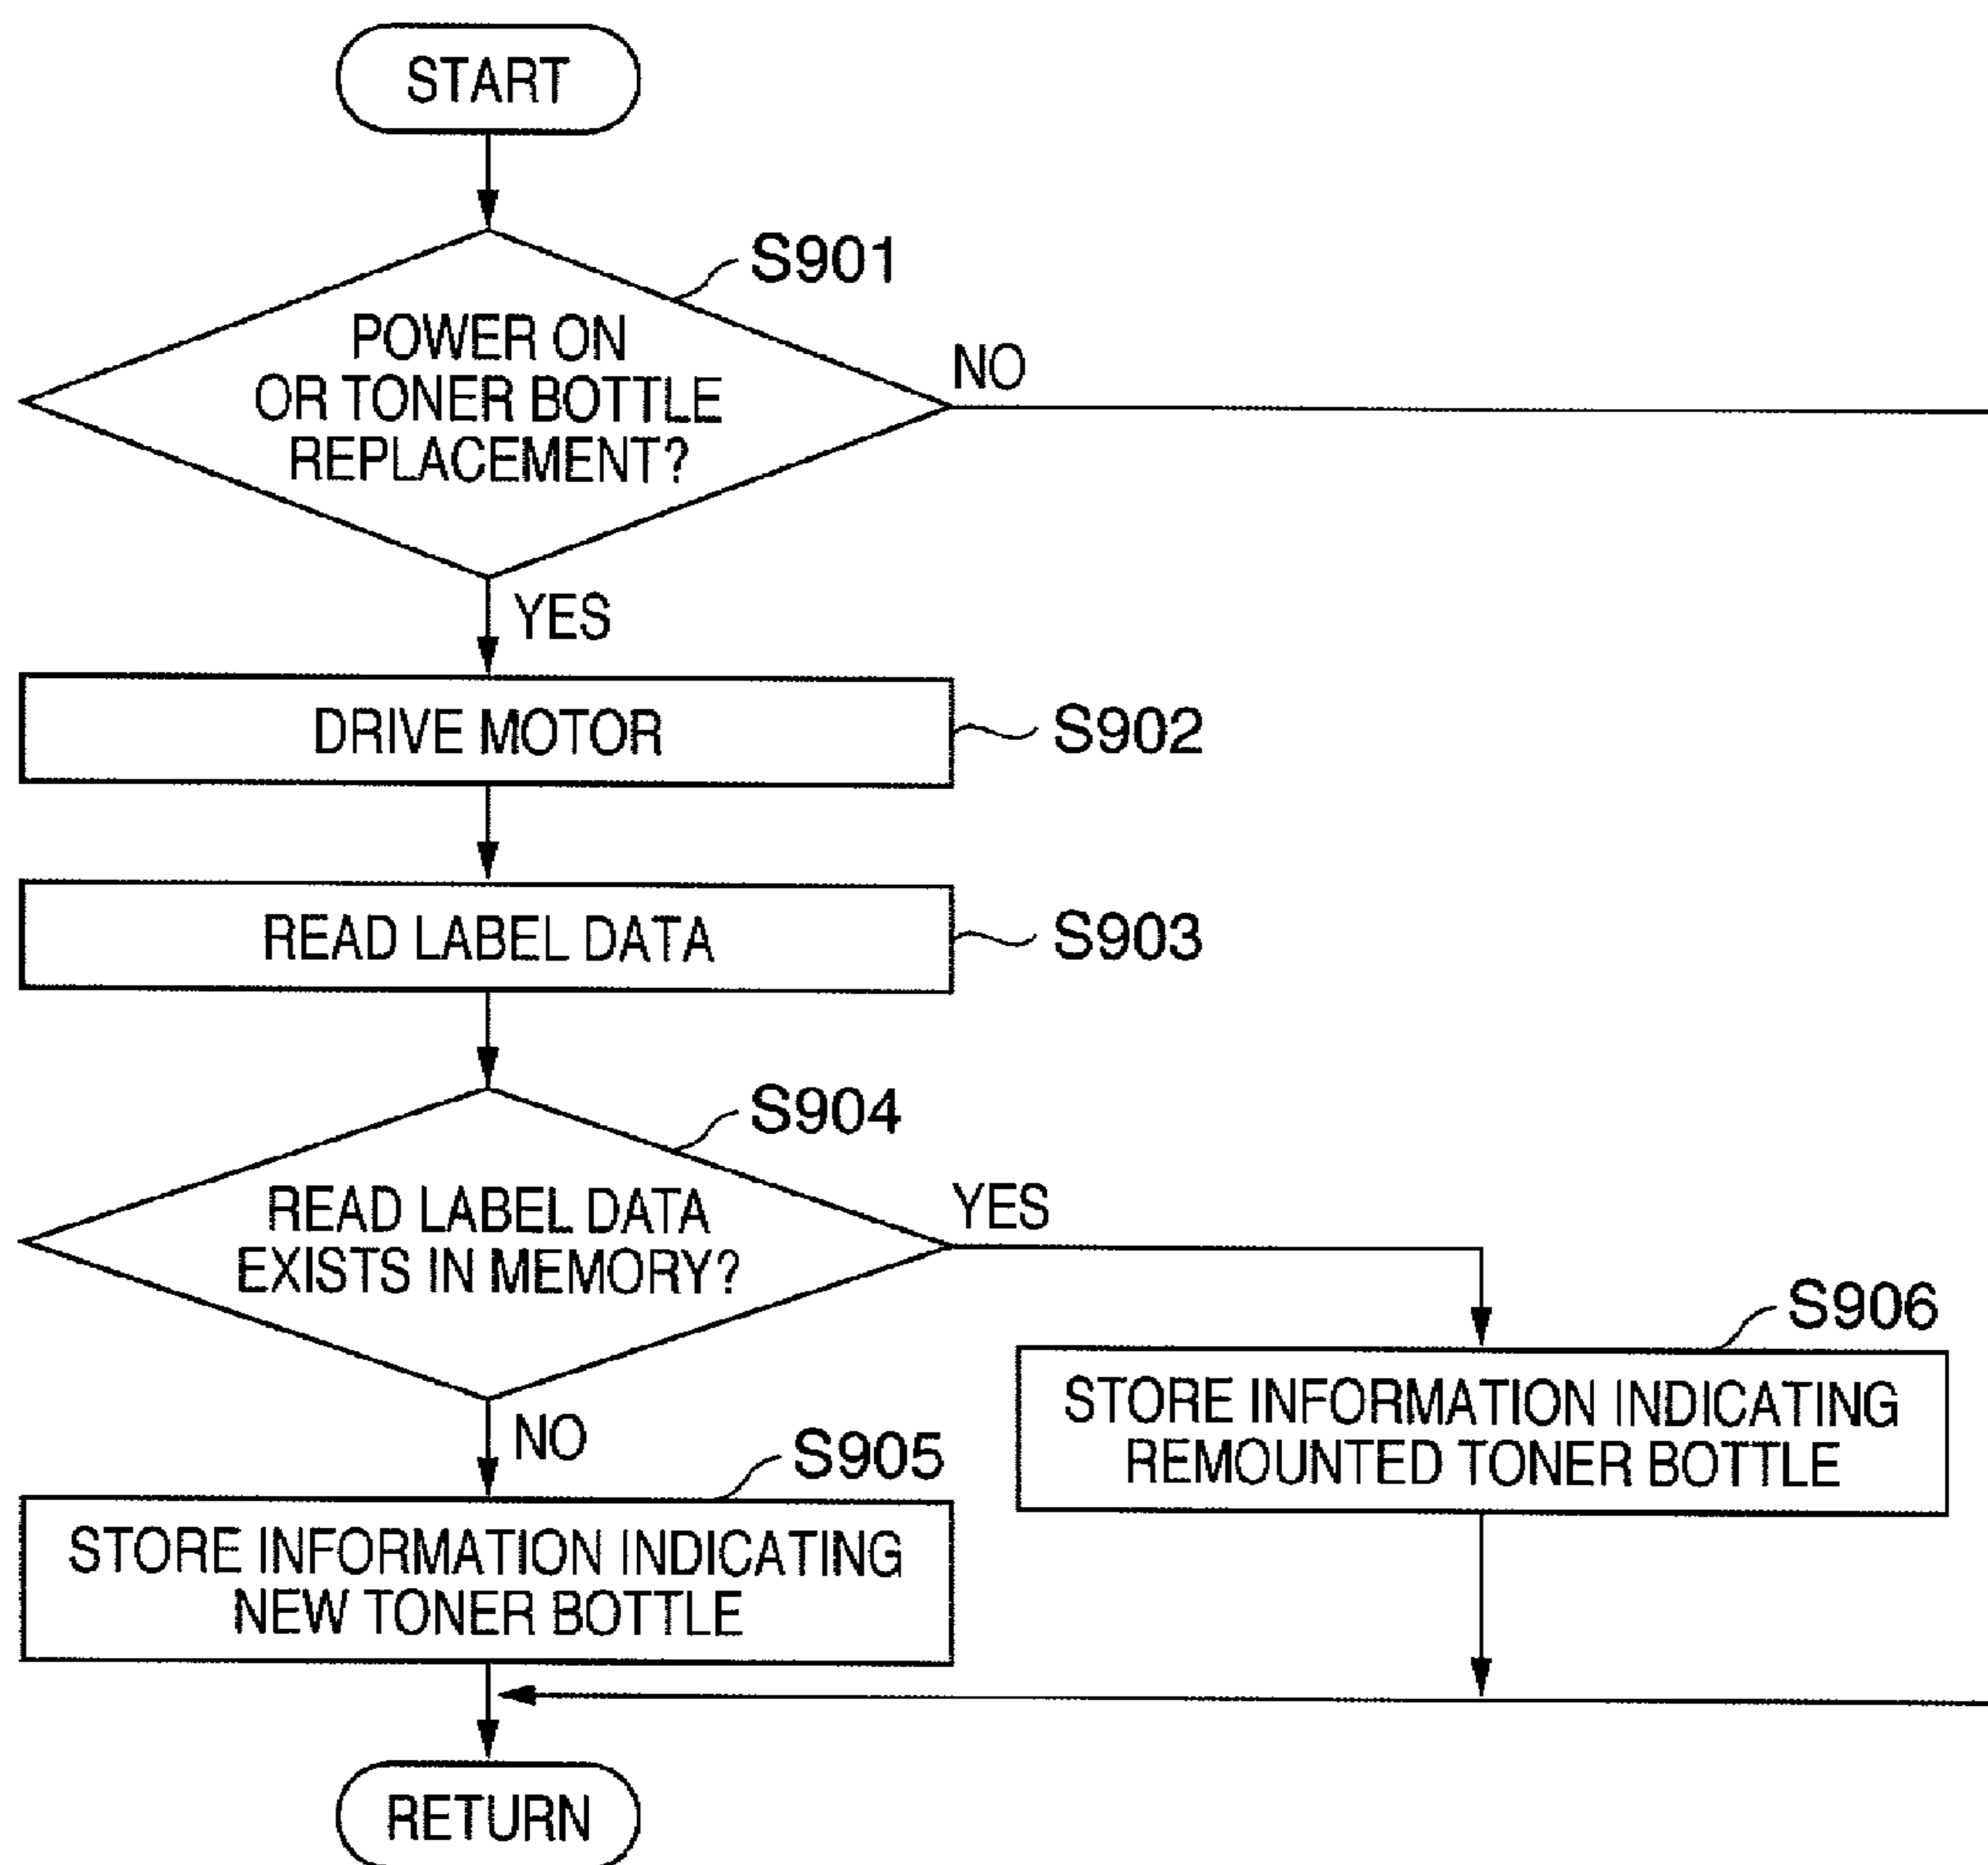 START
S901
POWER ON
OR TONER BOTTLE
REPLACEMENT?
NO
YES
DRIVE MOTOR
S902
READ LABEL DATA
S903
S904
READ LABEL DATA
EXISTS IN MEMORY?
YES
S906
STORE INFORMATION INDICATING
REMOUNTED TONER BOTTLE
NO
S905
STORE INFORMATION INDICATING
NEW TONER BOTTLE
RETURN